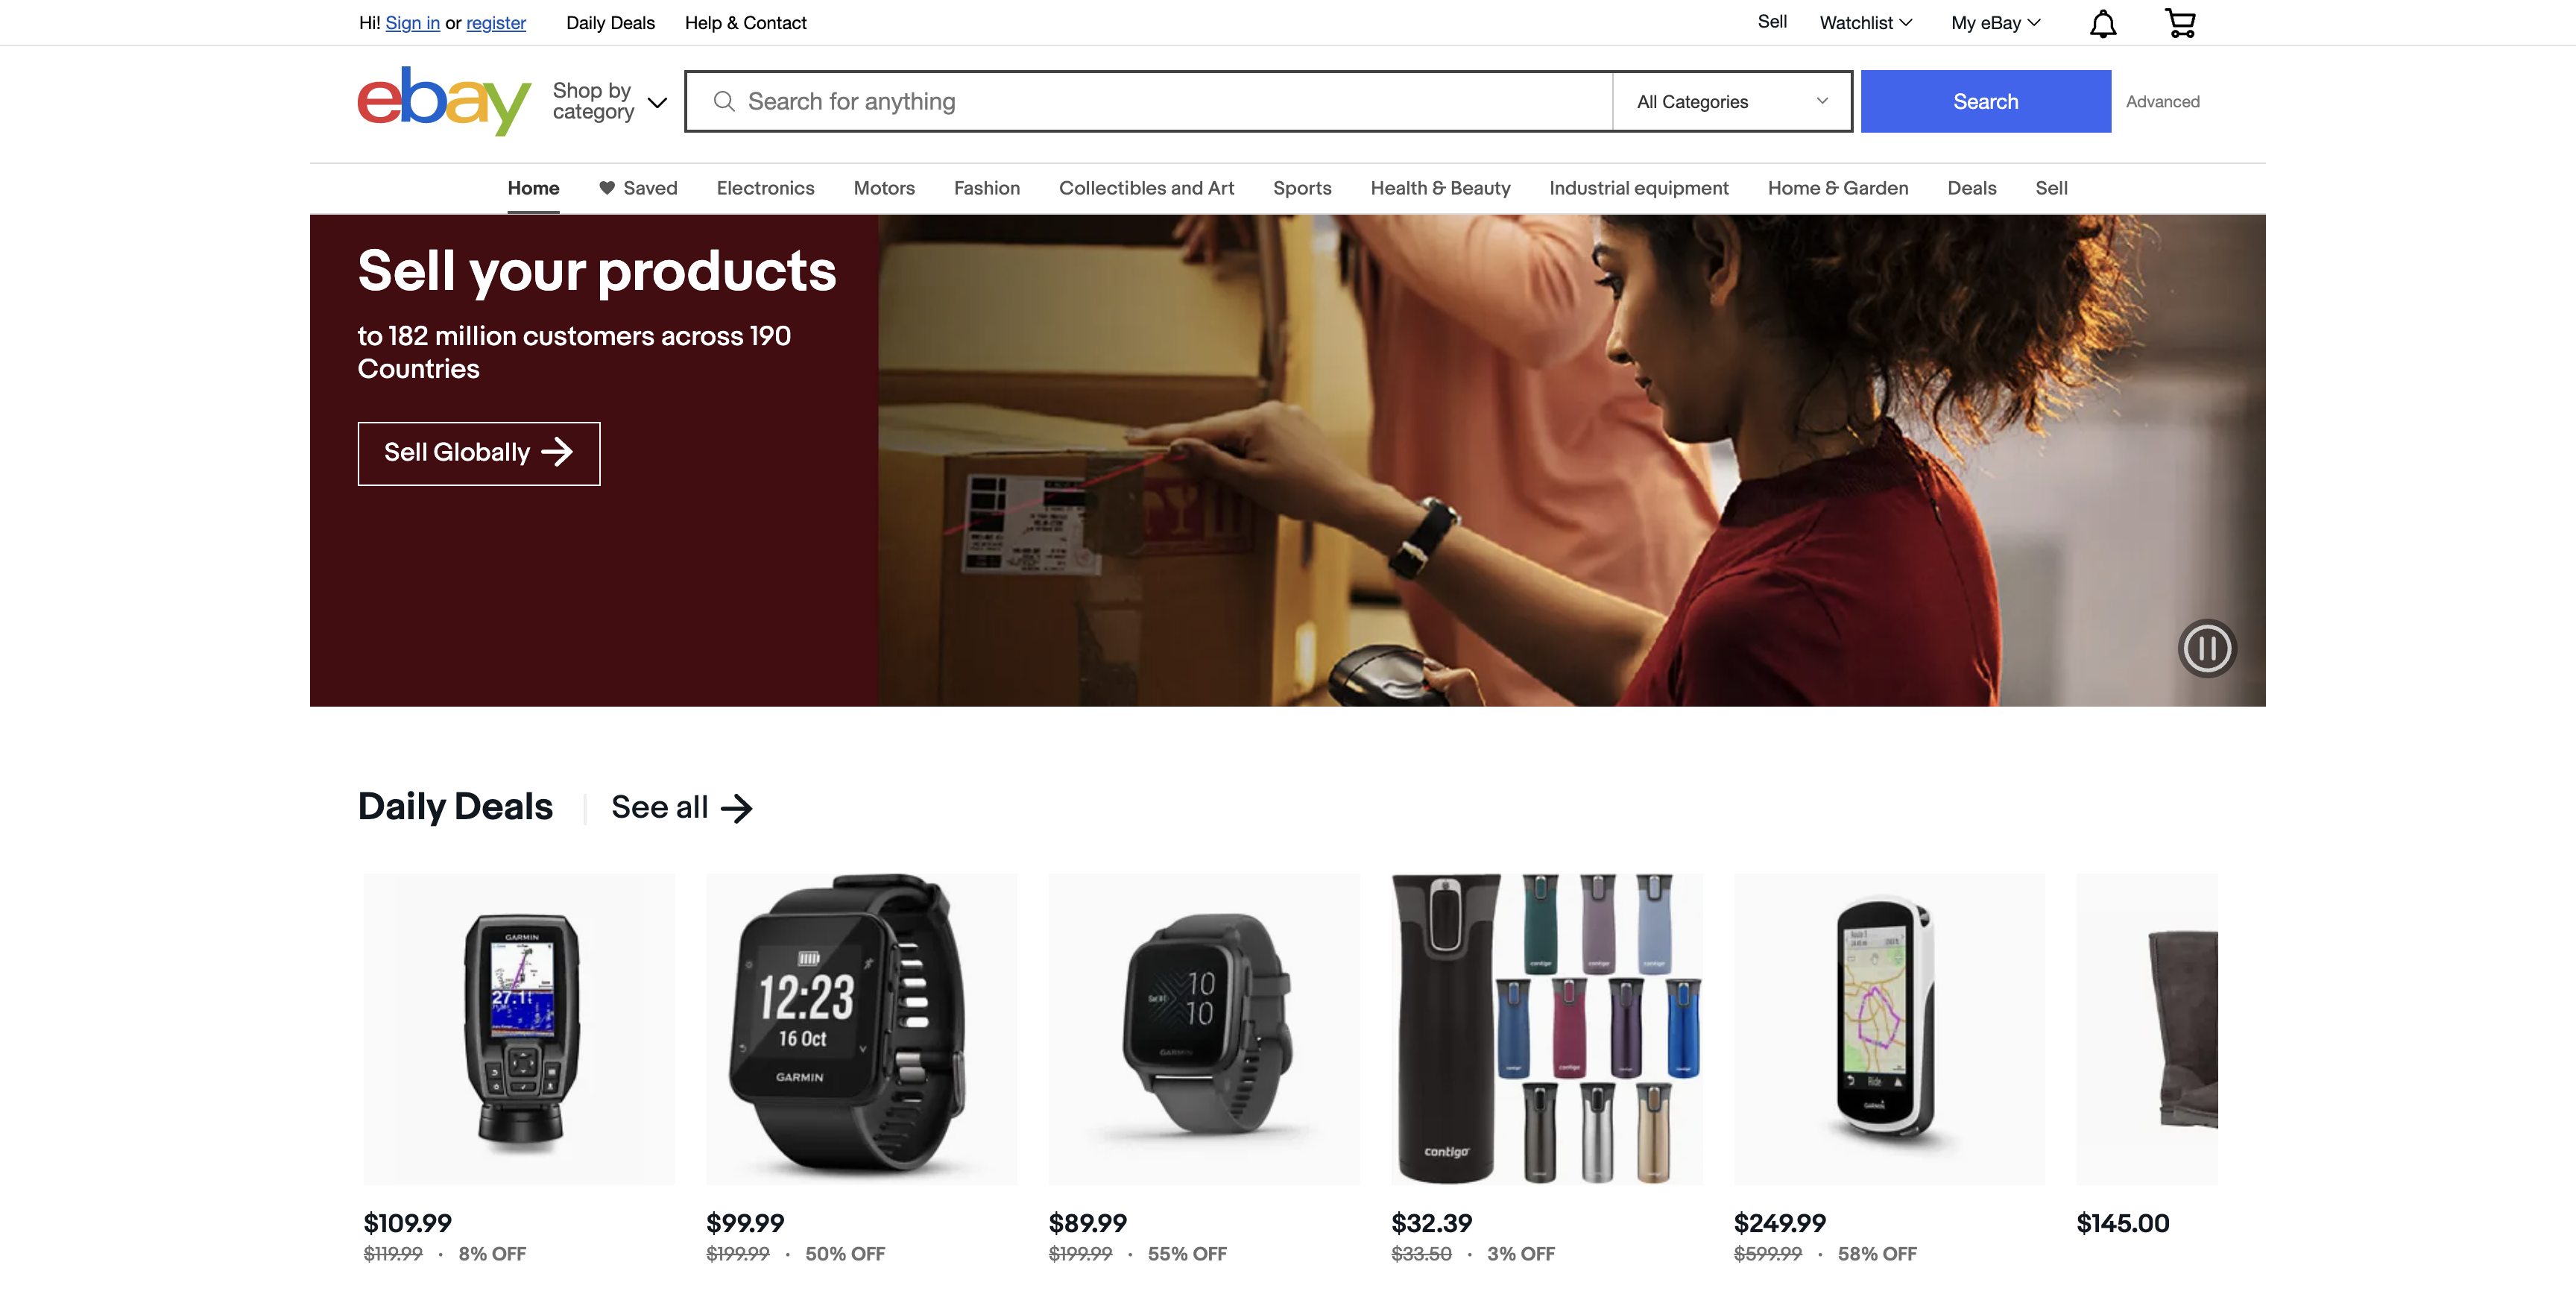 Hi! Sign in or register
Daily Deals
Help & Contact
Sell
Watchlist
My eBay
ebay
Shop by
category
Search for anything
All Categories
Search
Advanced
Home
Saved
Electronics
Motors
Fashion
Collectibles and Art
Sports
Health & Beauty
Industrial equipment
Home & Garden
Deals
Sell
Sell your products
to 182 million customers across 190
Countries
Sell Globally
Daily Deals
See all
GARMIN
27.1
12:23
16 Oct
GARMIN
10
10
GARMIN
contigo
Ride
GARMIN
$109.99
$119.99 · 8% OFF
$99.99
$199.99 · 50% OFF
$89.99
$199.99 · 55% OFF
$32.39
$33.50 · 3% OFF
$249.99
$599.99 · 58% OFF
$145.00